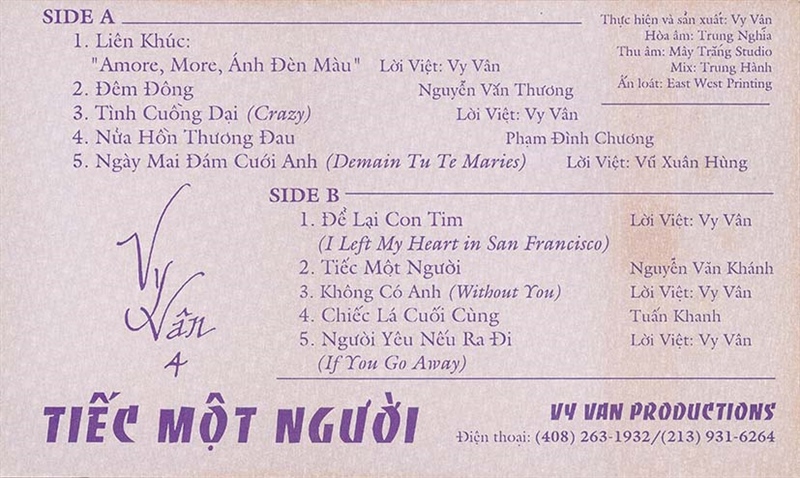 SIDE A
Thực hiện và sản xuất: Vy Vân
Hòa âm: Trung Nghĩa
Thu âm: Mây Trắng Studio
Mix: Trung Hành
Ấn loát: East West Printing
1. Liên Khúc:
"Amore, More, Ánh Đèn Màu" Lời Việt: Vy Vân
2. Đêm Đông Nguyễn Văn Thương
3. Tình Cuồng Dại (Crazy) Lời Việt: Vy Vân
4. Nửa Hồn Thương Đau Phạm Đình Chương
5. Ngày Mai Đám Cưới Anh (Demain Tu Te Maries) Lời Việt: Vũ Xuân Hùng
SIDE B
1. Để Lại Con Tim Lời Việt: Vy Vân
(I Left My Heart in San Francisco)
2. Tiếc Một Người Nguyễn Văn Khánh
3. Không Có Anh (Without You) Lời Việt: Vy Vân
4. Chiếc Lá Cuối Cùng Tuấn Khanh
5. Người Yêu Nếu Ra Đi Lời Việt: Vy Vân
(If You Go Away)
Vy
Vân
4
TIẾC MỘT NGƯỜI
VY VAN PRODUCTIONS
Điện thoại: (408) 263-1932/(213) 931-6264